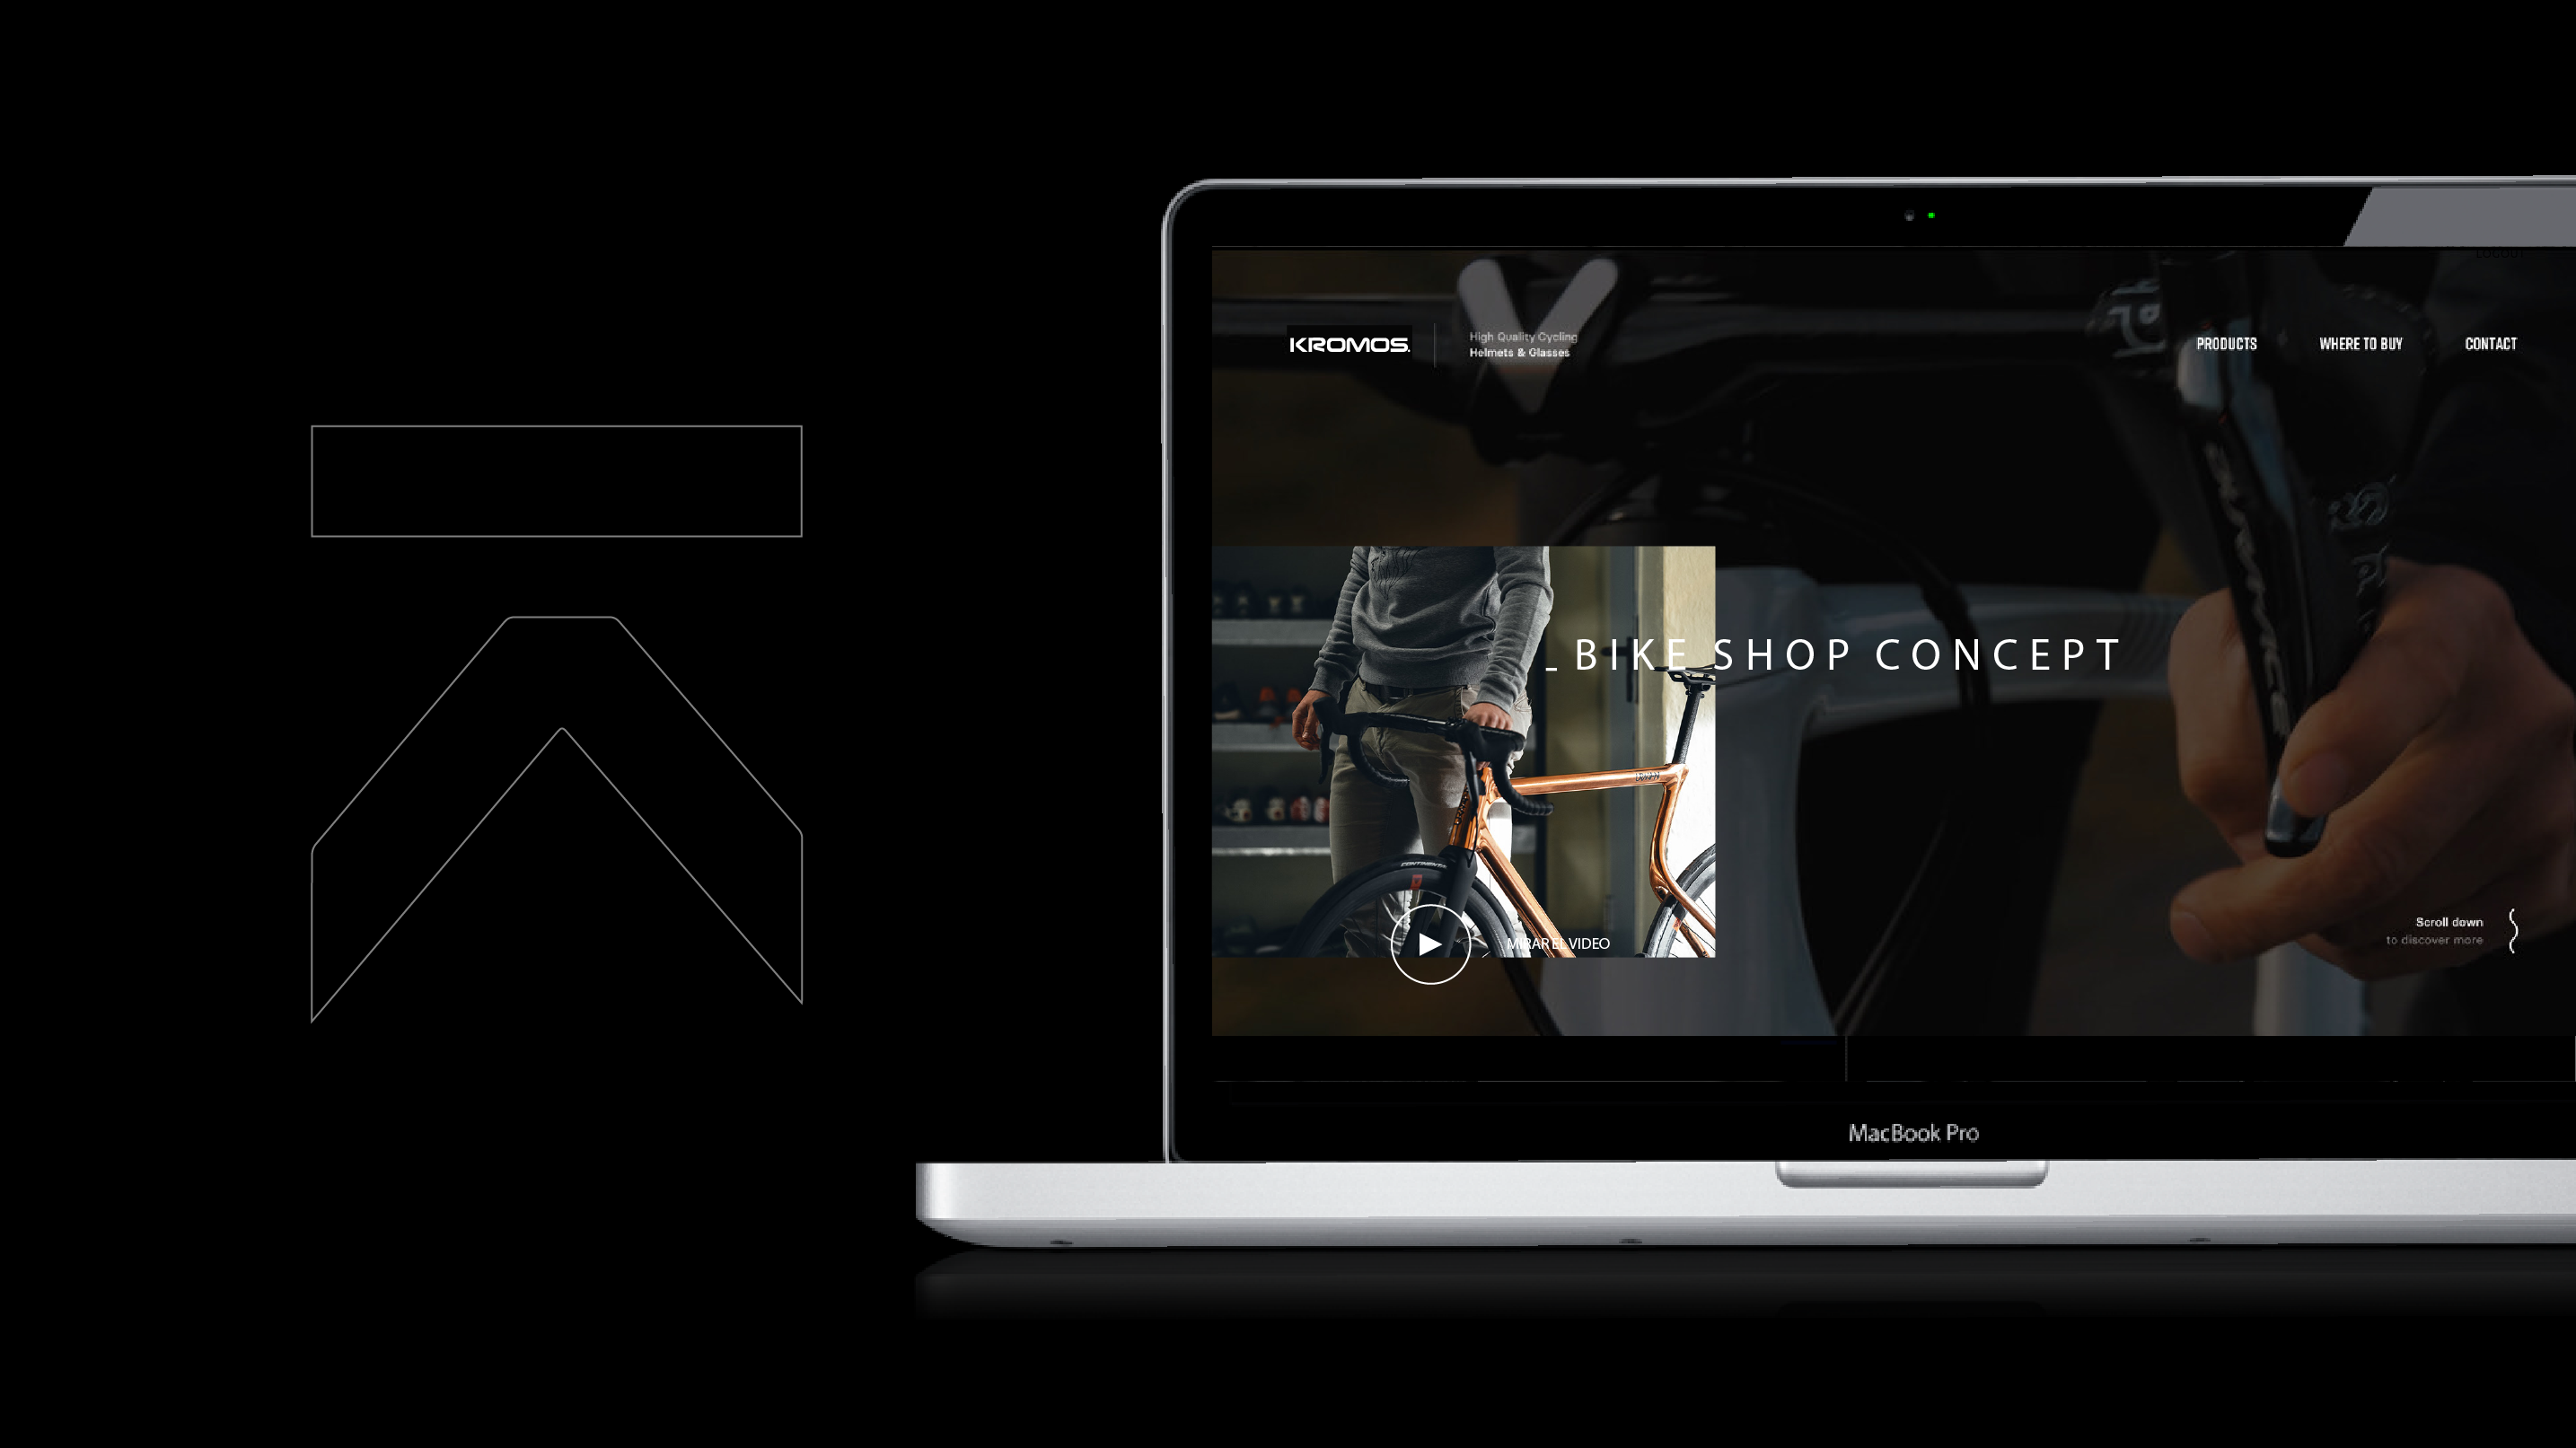 KROMOS.
High Quality Cycling
Helmets & Glasses
PRODUCTS
WHERE TO BUY
CONTACT
_BIKE SHOP CONCEPT
CONTINENTAL
MIRAR EL VIDEO
Scroll down
to discover more
MacBook Pro